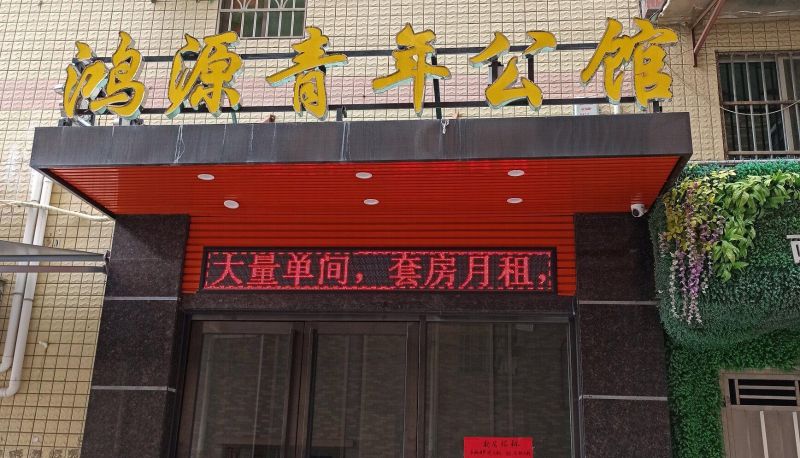 鸿源青年公馆
大量单间，套房月租，